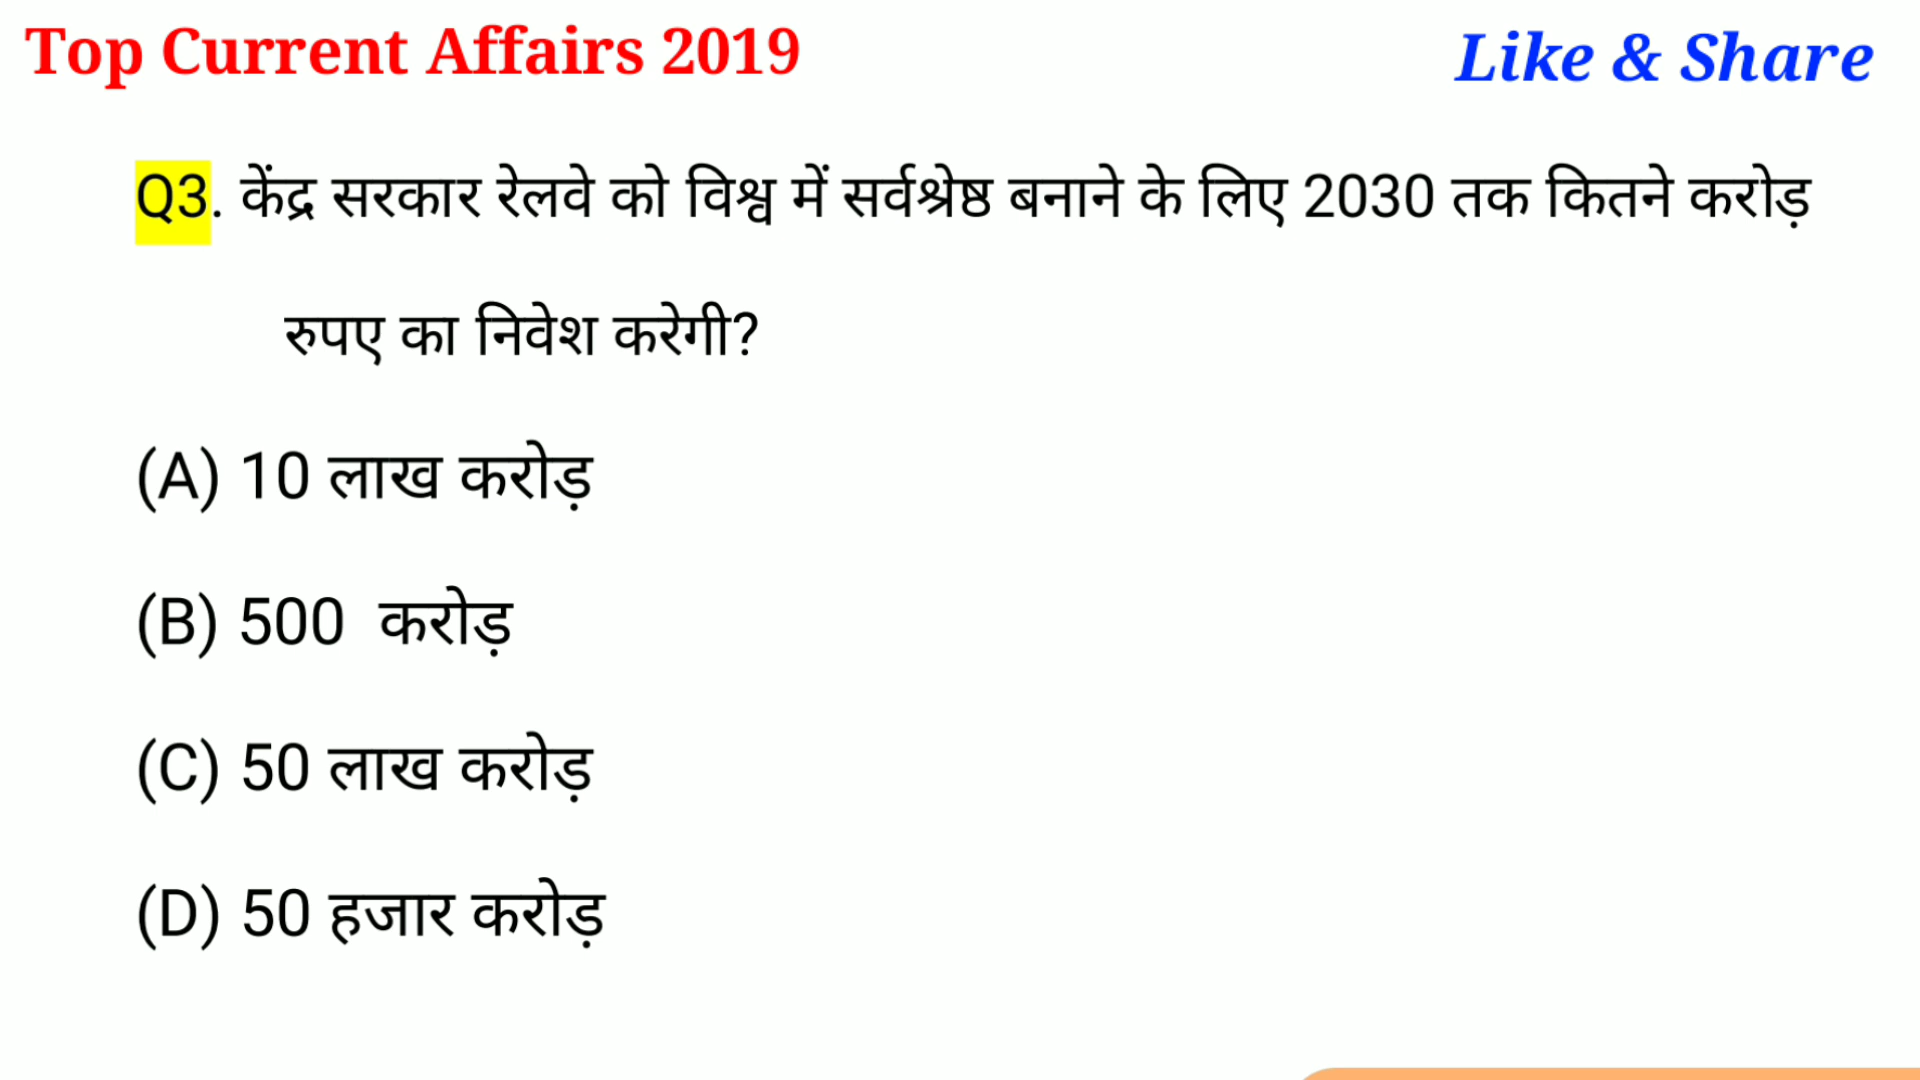 Top Current Affairs 2019
Like & Share
Q3. केंद्र सरकार रेलवे को विश्व में सर्वश्रेष्ठ बनाने के लिए 2030 तक कितने करोड़
रुपए का निवेश करेगी?
(A) 10 लाख करोड़
(B) 500 करोड़
(C) 50 लाख करोड़
(D) 50 हजार करोड़